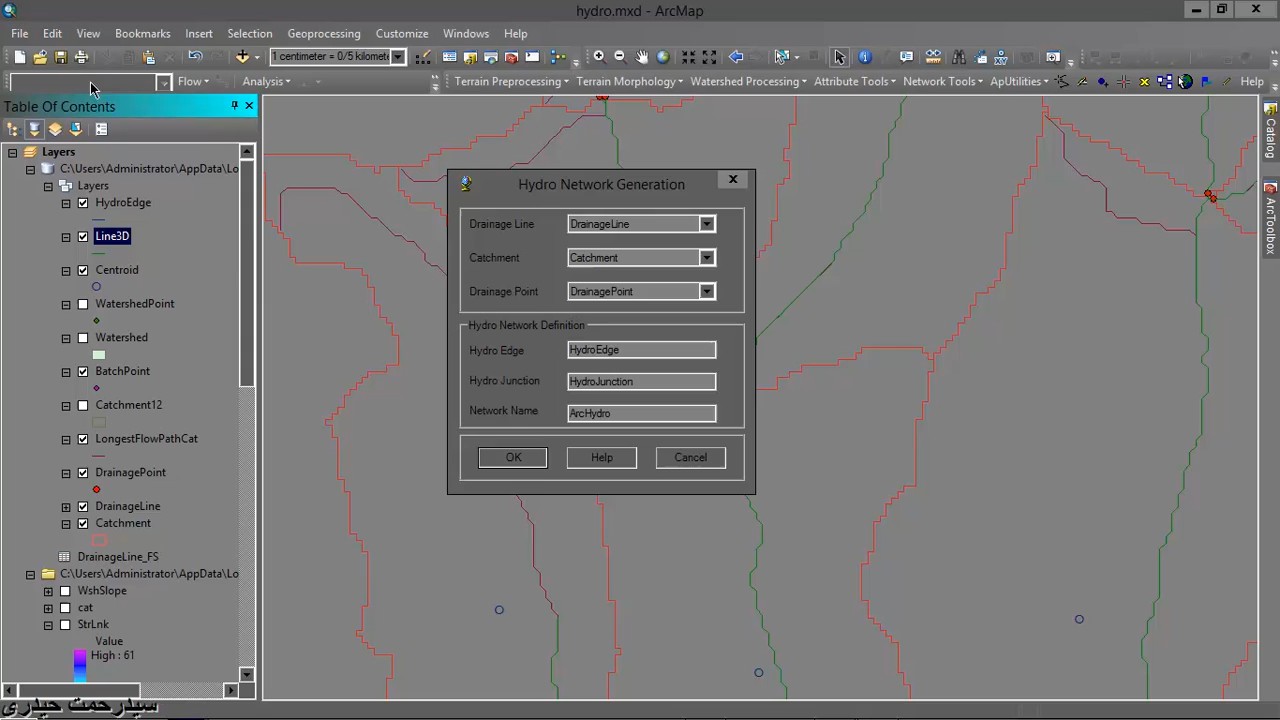 hydro.mxd - ArcMap
File Edit View Bookmarks Insert Selection Geoprocessing Customize Windows Help
1 centimeter = 0/5 kilomete
Flow Analysis Terrain Preprocessing Terrain Morphology Watershed Processing Attribute Tools Network Tools ApUtilities Help
Table Of Contents
Layers
C:\Users\Administrator\AppData\Lo
Layers
HydroEdge
Line3D
Centroid
WatershedPoint
Watershed
BatchPoint
Catchment12
LongestFlowPathCat
DrainagePoint
DrainageLine
Catchment
DrainageLine_FS
C:\Users\Administrator\AppData\Lo
WshSlope
cat
StrLnk
Value
High : 61
Hydro Network Generation
Drainage Line DrainageLine
Catchment Catchment
Drainage Point DrainagePoint
Hydro Network Definition
Hydro Edge HydroEdge
Hydro Junction HydroJunction
Network Name ArcHydro
OK Help Cancel
Catalog
ArcToolbox
سیدرحمت حیدری